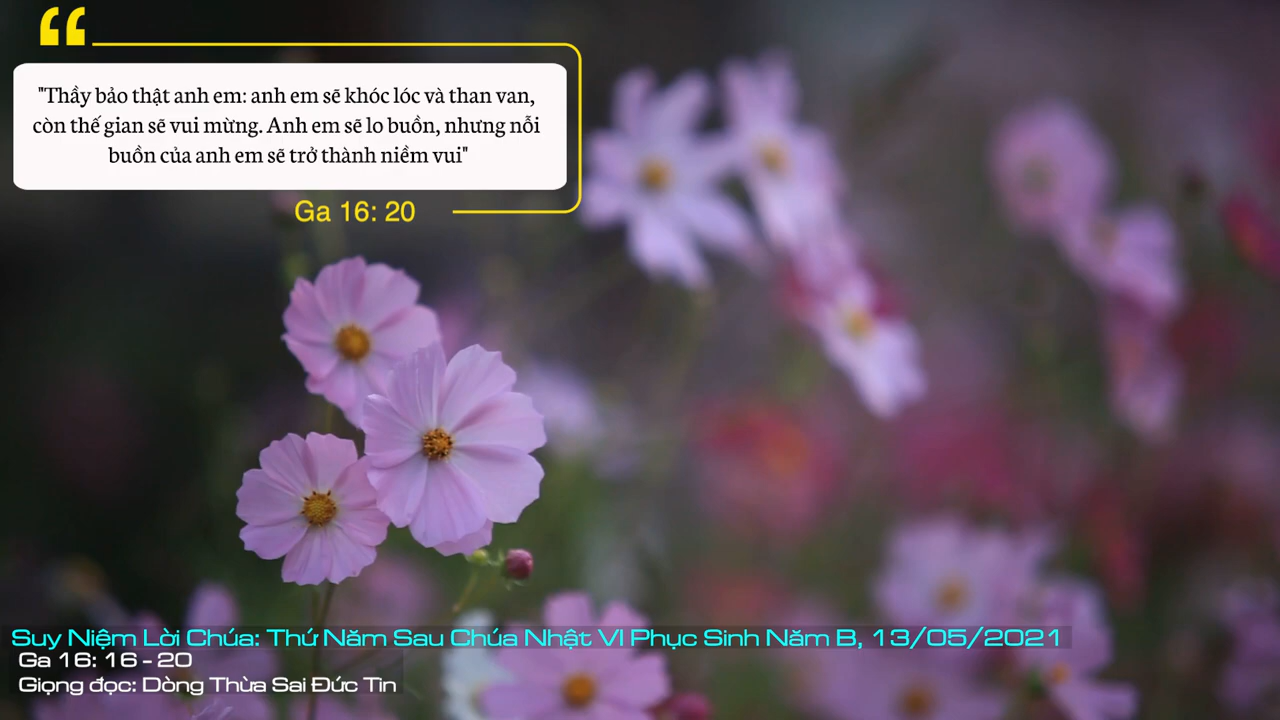 "Thầy bảo thật anh em: anh em sẽ khóc lóc và than van,
còn thế gian sẽ vui mừng. Anh em sẽ lo buồn, nhưng nỗi
buồn của anh em sẽ trở thành niềm vui"
Ga 16: 20
Suy Niệm Lời Chúa: Thứ Năm Sau Chúa Nhật VI Phục Sinh Năm B, 13/05/2021
Ga 16: 16 - 20
Giọng đọc: Dòng Thừa Sai Đức Tin